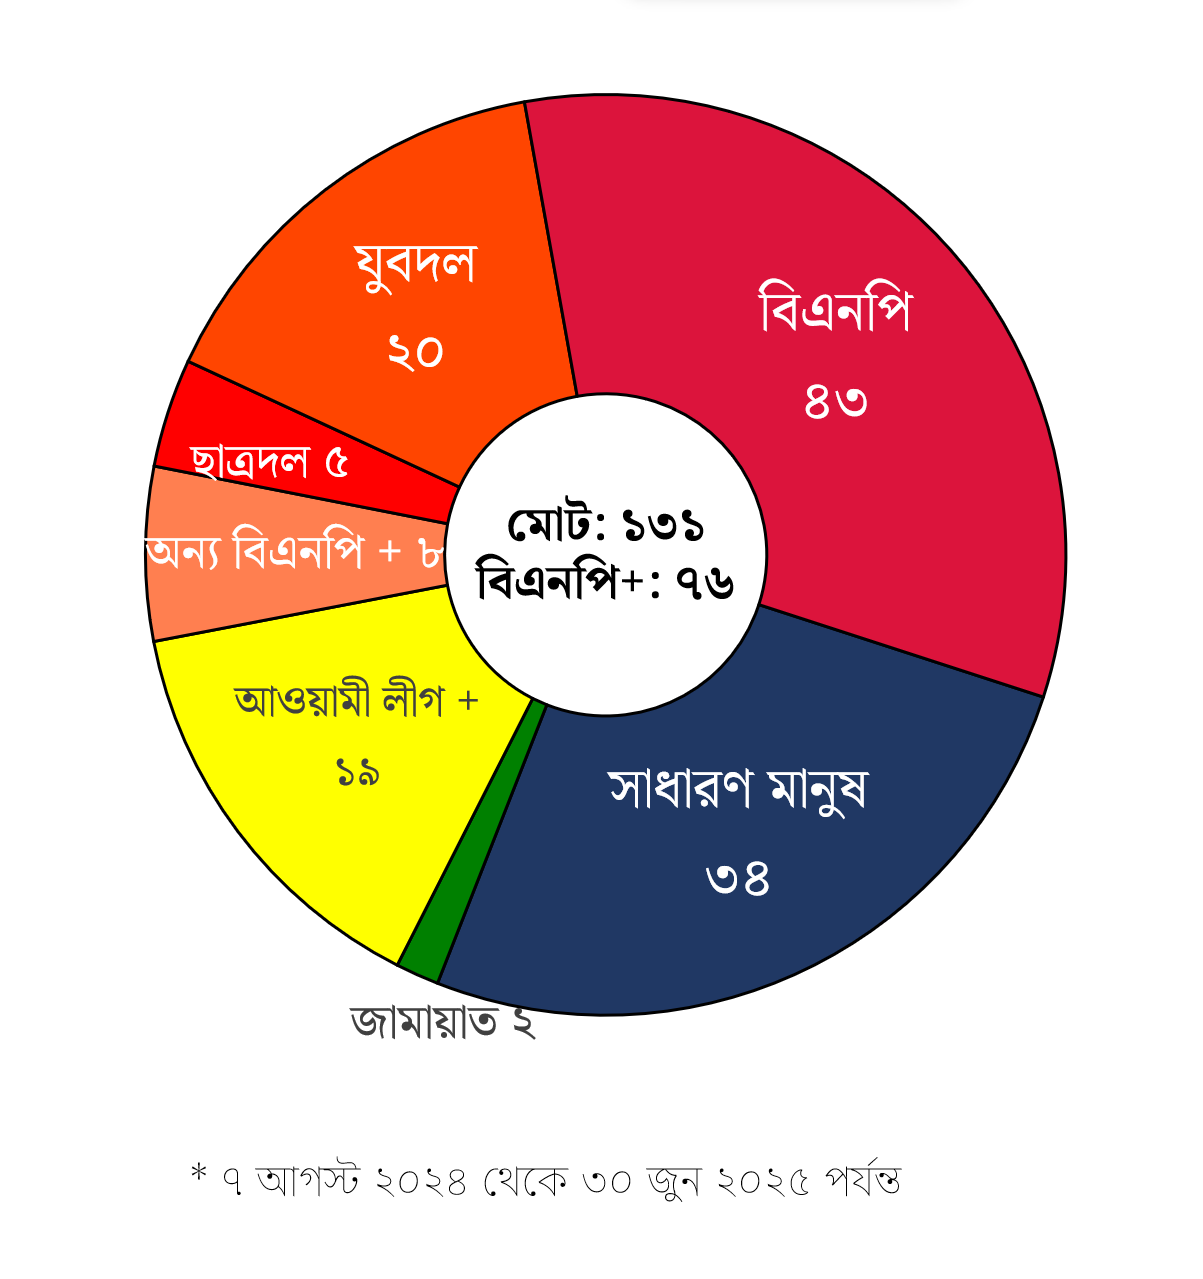 যুবদল
২০
বিএনপি
৪৩
ছাত্রদল ৫
অন্য বিএনপি + ৮
মোট: ১৩১
বিএনপি+: ৭৬
আওয়ামী লীগ +
১৯
সাধারণ মানুষ
৩৪
জামায়াত ২
* ৭ আগস্ট ২০২৪ থেকে ৩০ জুন ২০২৫ পর্যন্ত